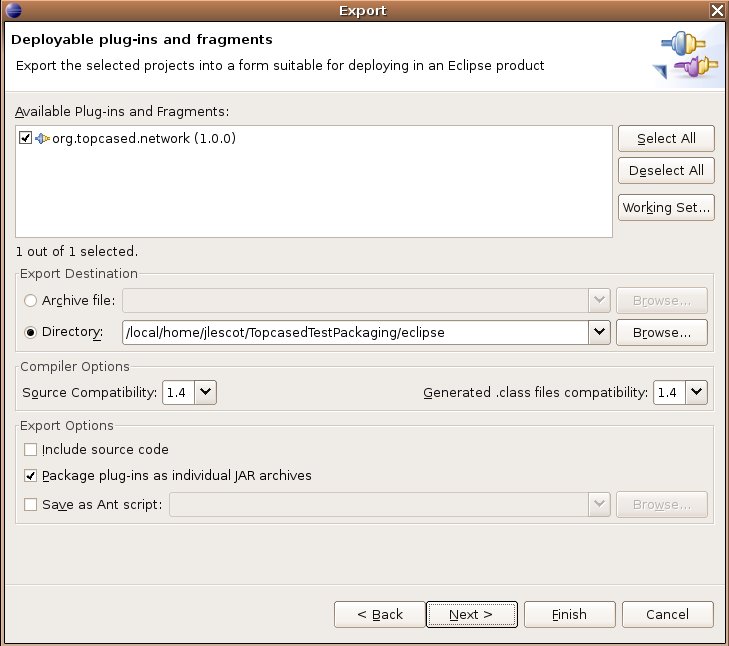 Export
Deployable plug-ins and fragments
Export the selected projects into a form suitable for deploying in an Eclipse product
Available Plug-ins and Fragments:
org.topcased.network (1.0.0)
Select All
Deselect All
Working Set...
1 out of 1 selected.
Export Destination
Archive file:
Browse...
Directory:
/local/home/jlescot/TopcasedTestPackaging/eclipse
Browse...
Compiler Options
Source Compatibility: 1.4
Generated .class files compatibility: 1.4
Export Options
Include source code
Package plug-ins as individual JAR archives
Save as Ant script:
Browse...
< Back
Next >
Finish
Cancel